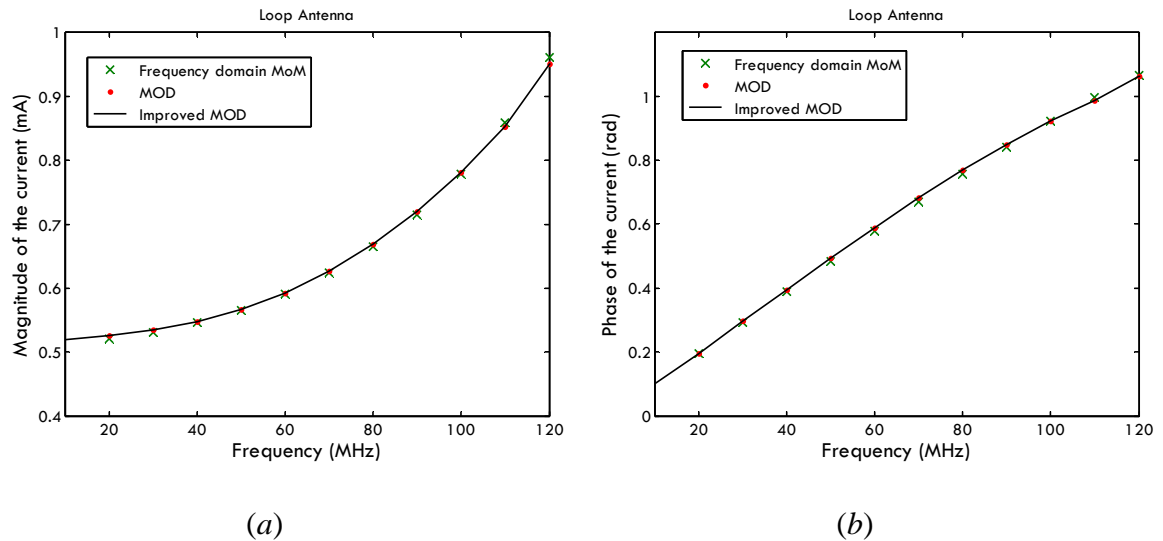 Loop Antenna
Frequency domain MoM
MOD
Improved MOD
Magnitude of the current (mA)
1
0.9
0.8
0.7
0.6
0.5
0.4
20 40 60 80 100 120
Frequency (MHz)
(a)
Loop Antenna
Frequency domain MoM
MOD
Improved MOD
Phase of the current (rad)
1
0.8
0.6
0.4
0.2
0
20 40 60 80 100 120
Frequency (MHz)
(b)